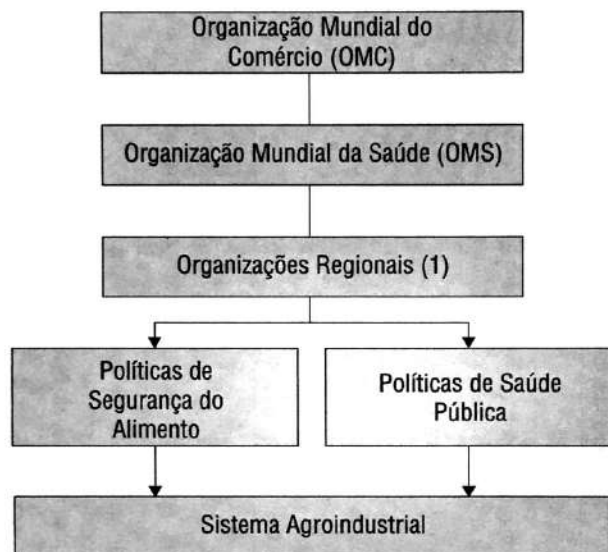 Organização Mundial do
Comércio (OMC)
Organização Mundial da Saúde (OMS)
Organizações Regionais (1)
Políticas de
Segurança do
Alimento
Políticas de Saúde
Pública
Sistema Agroindustrial